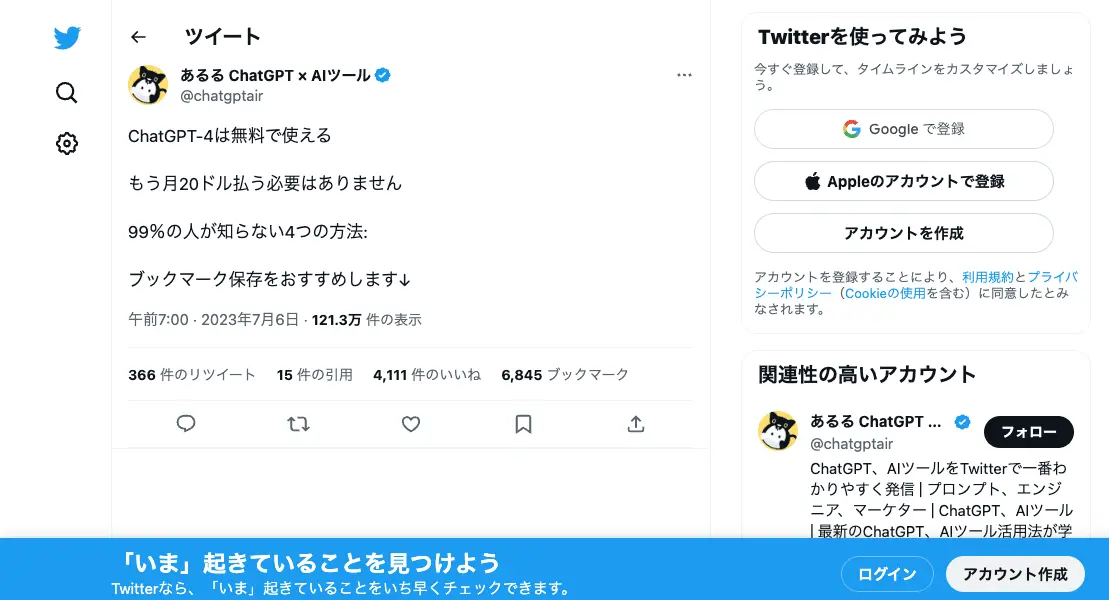 ツイート
あるる ChatGPT × AIツール
@chatgptair
ChatGPT-4は無料で使える
もう月20ドル払う必要はありません
99%の人が知らない4つの方法:
ブックマーク保存をおすすめします↓
午前7:00 · 2023年7月6日 · 121.3万 件の表示
366 件のリツイート 15 件の引用 4,111 件のいいね 6,845 ブックマーク
Twitterを使ってみよう
今すぐ登録して、タイムラインをカスタマイズしましょ
う。
Google で登録
Appleのアカウントで登録
アカウントを作成
アカウントを登録することにより、利用規約とプライバ
シーポリシー（Cookieの使用を含む）に同意したとみ
なされます。
関連性の高いアカウント
あるる ChatGPT ...
@chatgptair
フォロー
ChatGPT、AIツールをTwitterで一番わ
かりやすく発信 | プロンプト、エンジ
ニア、マーケター | ChatGPT、AIツール
| 最新のChatGPT、AIツール活用法が学
「いま」起きていることを見つけよう
Twitterなら、「いま」起きていることをいち早くチェックできます。
ログイン
アカウント作成